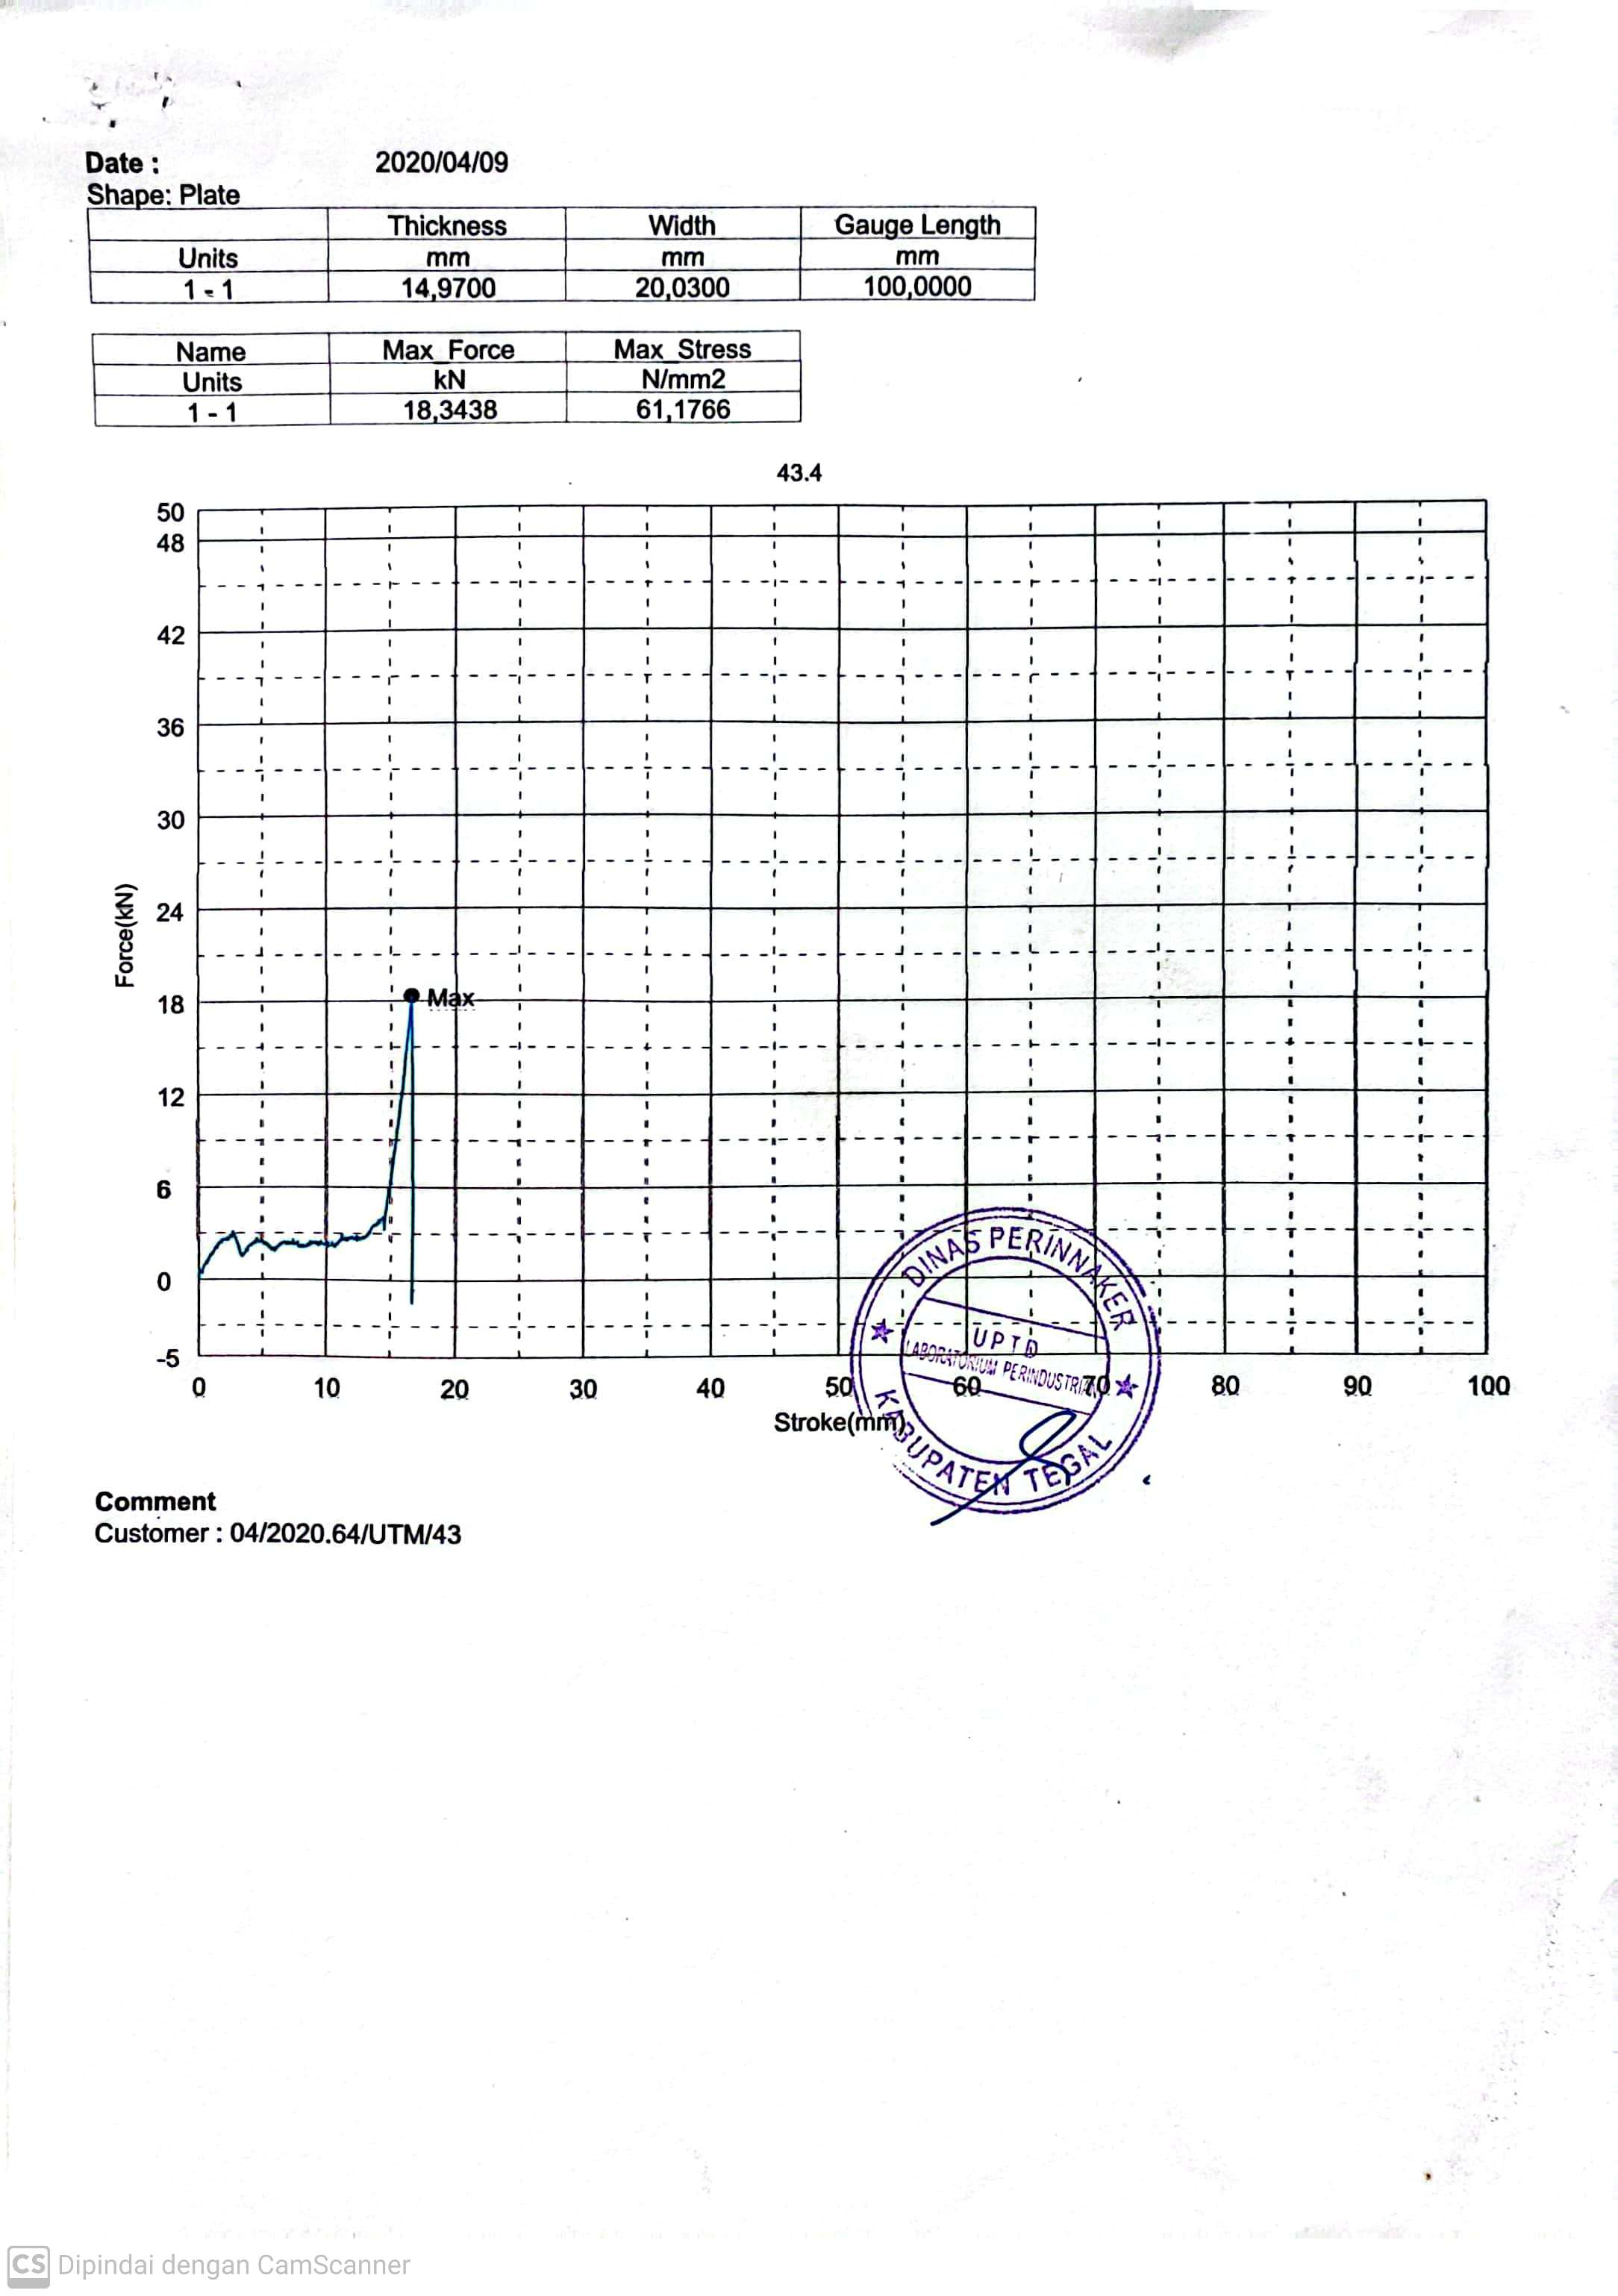 Date : 2020/04/09
Shape: Plate
Thickness Width Gauge Length
Units mm mm mm
1 - 1 14,9700 20,0300 100,0000
Name Max_Force Max_Stress
Units kN N/mm2
1 - 1 18,3438 61,1766
43.4
50
48
42
36
30
24
18
12
6
0
-5
Force(kN)
Max
0 10 20 30 40 50 60 70 80 90 100
Stroke(mm)
DINAS PERINNAKER
UPTD
LABORATORIUM PERINDUSTRIAN
KABUPATEN TEGAL
Comment
Customer : 04/2020.64/UTM/43
CS Dipindai dengan CamScanner